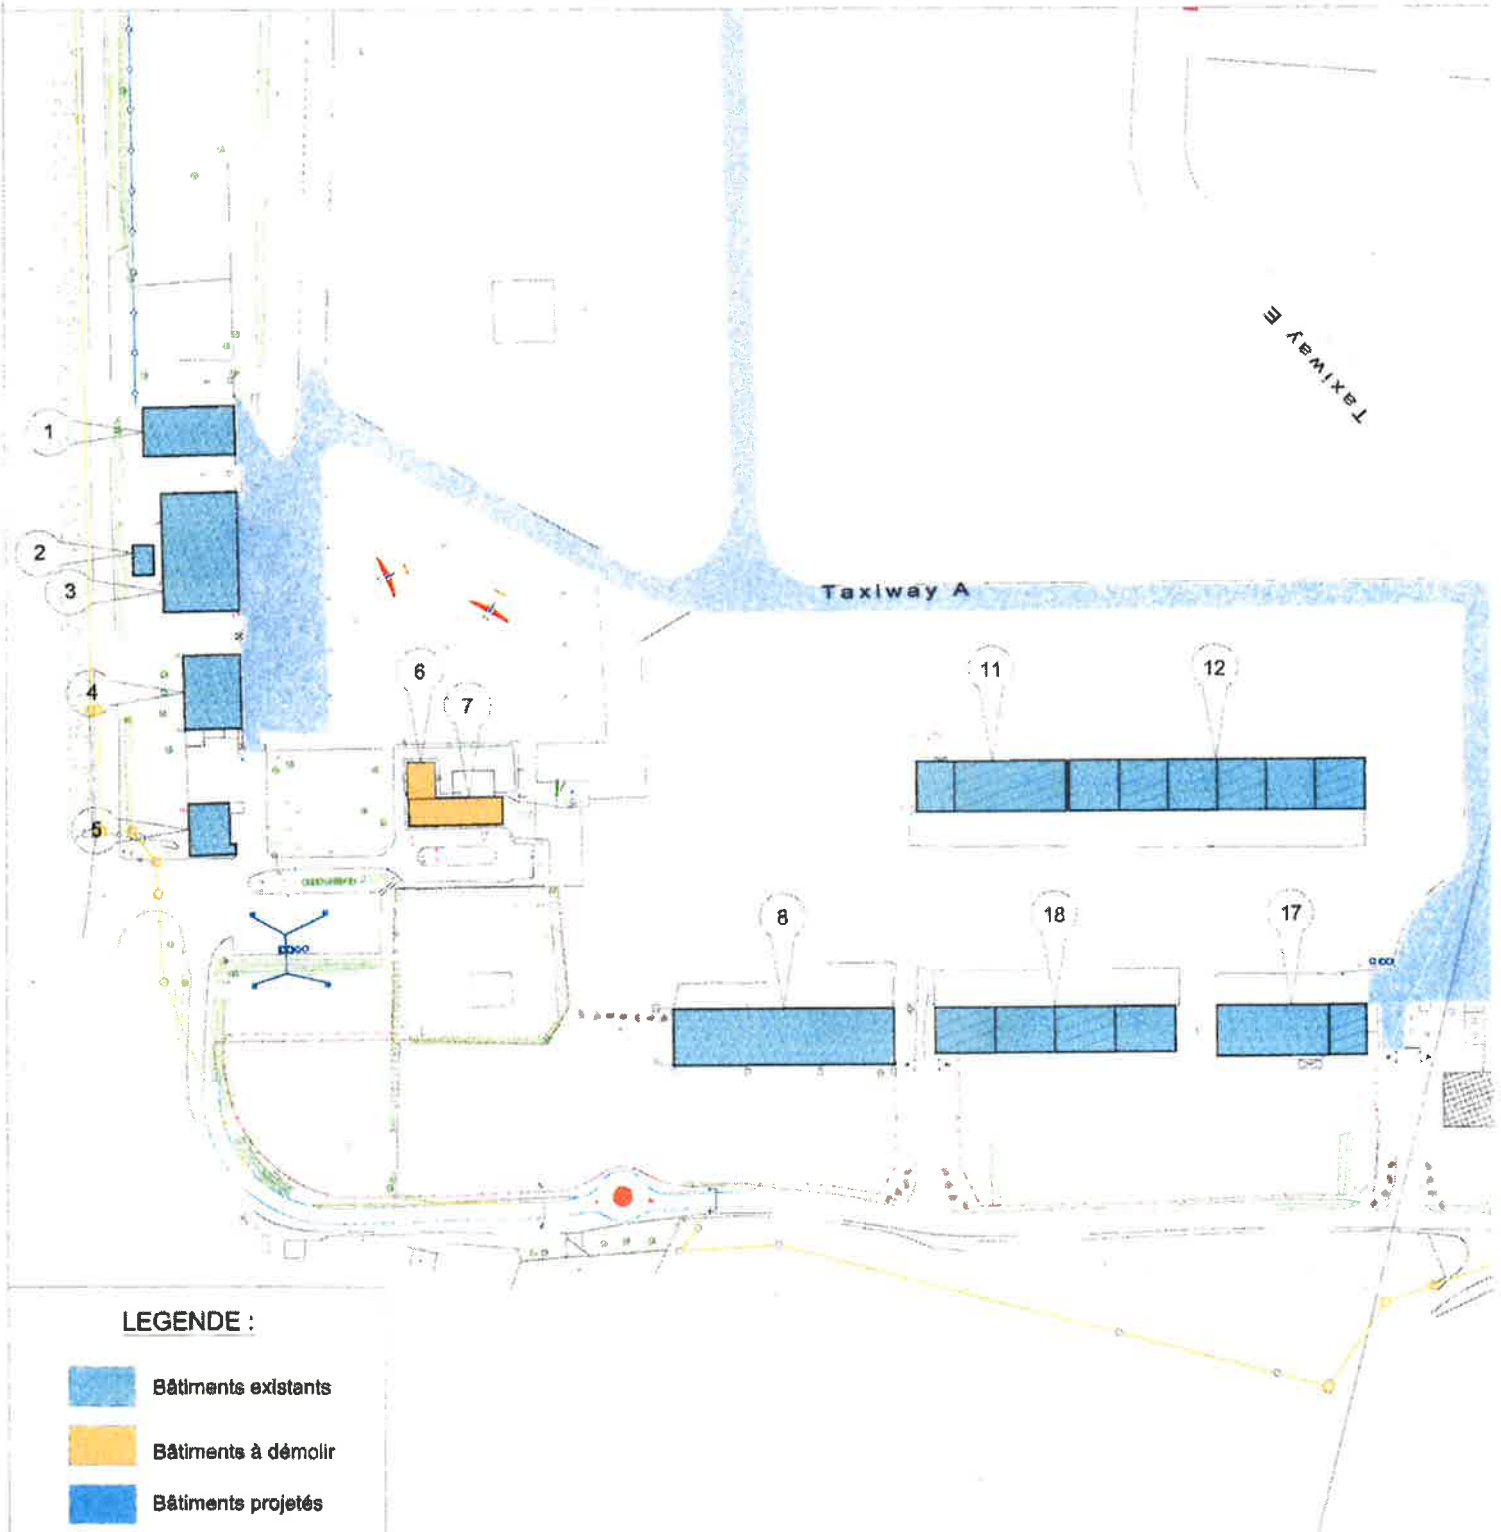 Taxiway E
1
2
3
Taxiway A
4
6
7
11
12
5
8
18
17
LEGENDE :
Bâtiments existants
Bâtiments à démolir
Bâtiments projetés